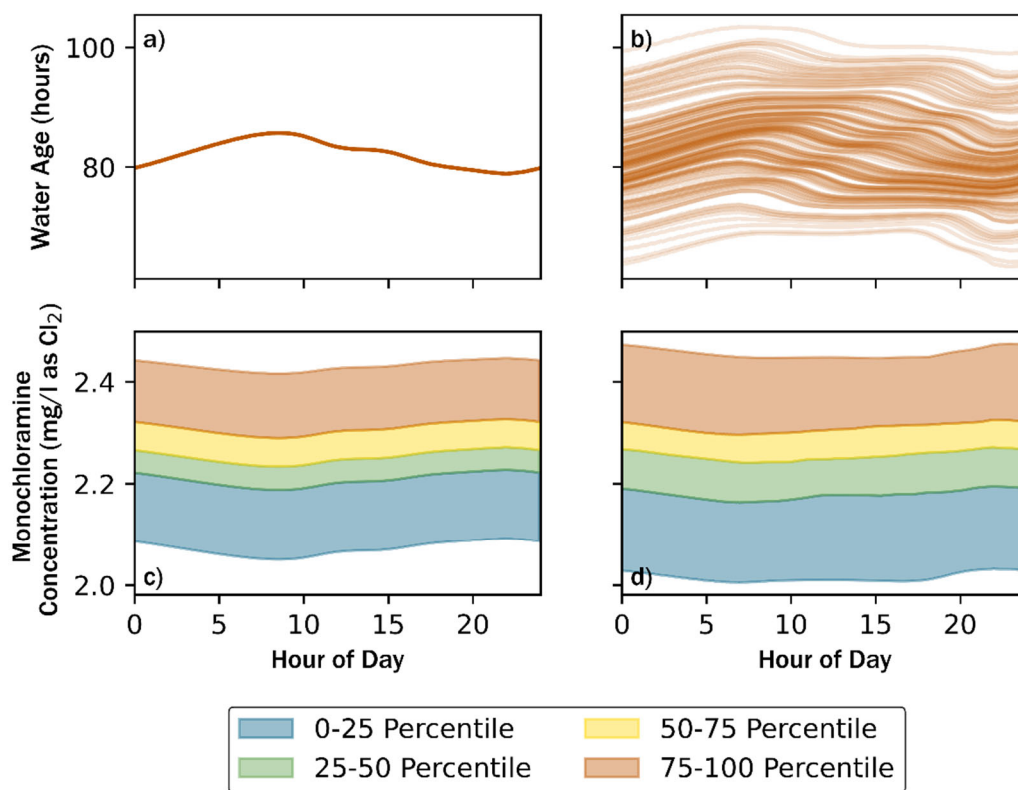 a)
b)
100
80
Water Age (hours)
Monochloramine
Concentration (mg/l as Cl₂)
2.4
2.2
2.0
c)
d)
0 5 10 15 20
0 5 10 15 20
Hour of Day
Hour of Day
0-25 Percentile
50-75 Percentile
25-50 Percentile
75-100 Percentile